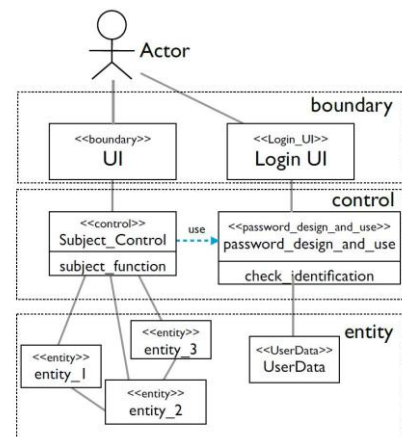 Actor
boundary
<<boundary>>
UI
<<Login_UI>>
Login UI
control
<<control>>
Subject_Control
subject_function
use
<<password_design_and_use>>
password_design_and_use
check_identification
entity
<<entity>>
entity_1
<<entity>>
entity_3
<<entity>>
entity_2
<<UserData>>
UserData